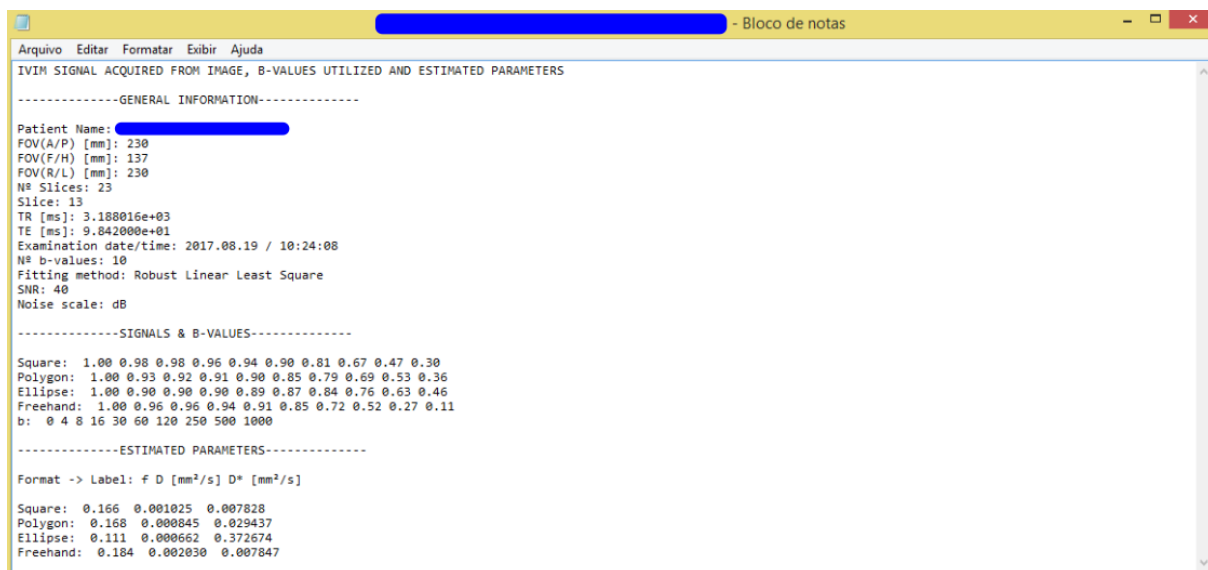 - Bloco de notas
Arquivo Editar Formatar Exibir Ajuda
IVIM SIGNAL ACQUIRED FROM IMAGE, B-VALUES UTILIZED AND ESTIMATED PARAMETERS
--------------GENERAL INFORMATION--------------
Patient Name:
FOV(A/P) [mm]: 230
FOV(F/H) [mm]: 137
FOV(R/L) [mm]: 230
Nº Slices: 23
Slice: 13
TR [ms]: 3.188016e+03
TE [ms]: 9.842000e+01
Examination date/time: 2017.08.19 / 10:24:08
Nº b-values: 10
Fitting method: Robust Linear Least Square
SNR: 40
Noise scale: dB
--------------SIGNALS & B-VALUES--------------
Square:  1.00 0.98 0.98 0.96 0.94 0.90 0.81 0.67 0.47 0.30
Polygon:  1.00 0.93 0.92 0.91 0.90 0.85 0.79 0.69 0.53 0.36
Ellipse:  1.00 0.90 0.90 0.90 0.89 0.87 0.84 0.76 0.63 0.46
Freehand:  1.00 0.96 0.96 0.94 0.91 0.85 0.72 0.52 0.27 0.11
b:  0 4 8 16 30 60 120 250 500 1000
--------------ESTIMATED PARAMETERS--------------
Format -> Label: f D [mm²/s] D* [mm²/s]
Square:  0.166  0.001025  0.007828
Polygon:  0.168  0.000845  0.029437
Ellipse:  0.111  0.000662  0.372674
Freehand:  0.184  0.002030  0.007847